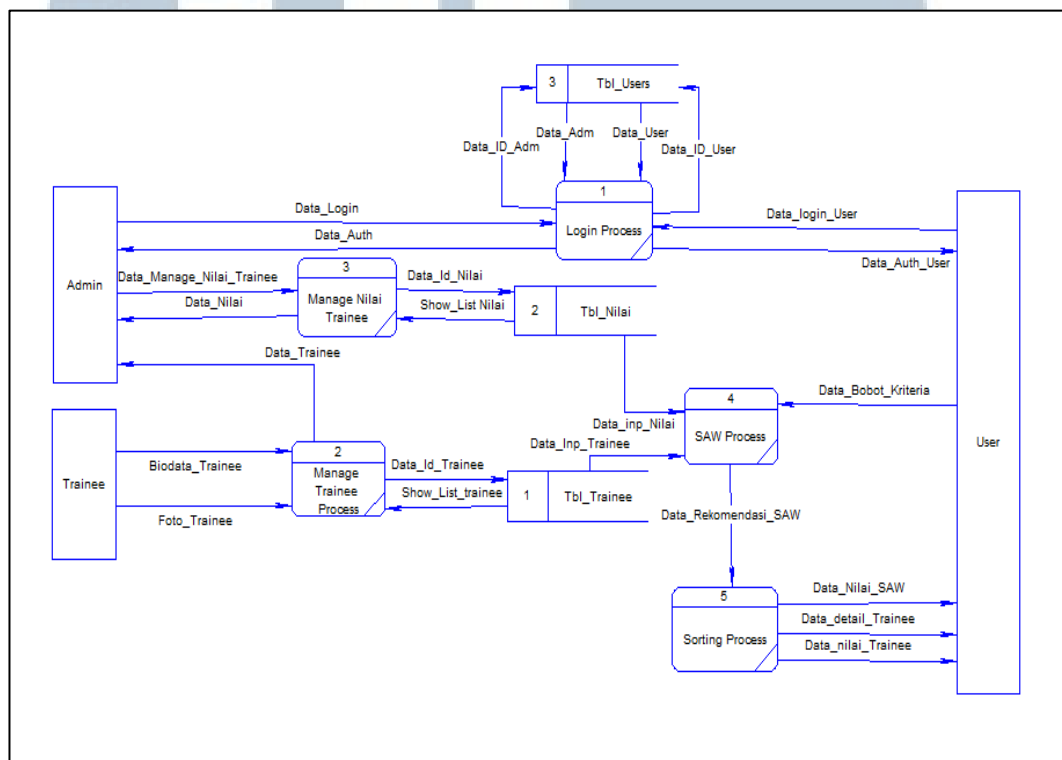 3
Tbl_Users
Data_Adm
Data_User
Data_ID_Adm
Data_ID_User
1
Login Process
Data_Login
Data_Auth
Data_login_User
Data_Auth_User
Admin
Data_Manage_Nilai_Trainee
Data_Nilai
3
Manage Nilai
Trainee
Data_Id_Nilai
Show_List Nilai
2
Tbl_Nilai
Data_Trainee
4
SAW Process
Data_Bobot_Kriteria
User
Data_inp_Nilai
Data_Inp_Trainee
Trainee
Biodata_Trainee
Foto_Trainee
2
Manage
Trainee
Process
Data_Id_Trainee
Show_List_trainee
1
Tbl_Trainee
Data_Rekomendasi_SAW
5
Sorting Process
Data_Nilai_SAW
Data_detail_Trainee
Data_nilai_Trainee